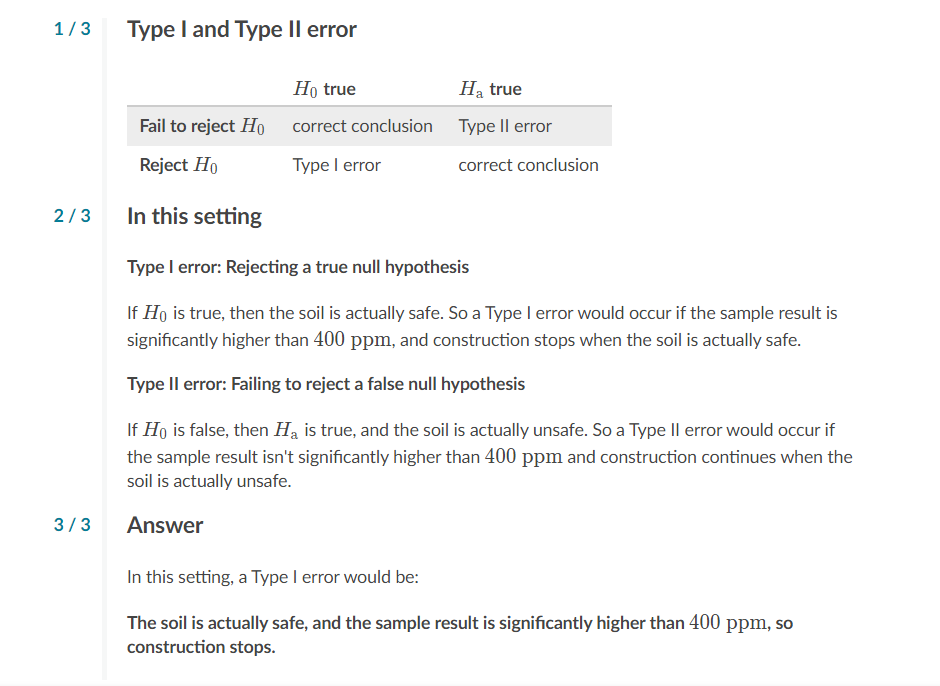 1 / 3 Type I and Type II error
H₀ true Hₐ true
Fail to reject H₀ correct conclusion Type II error
Reject H₀ Type I error correct conclusion
2 / 3 In this setting
Type I error: Rejecting a true null hypothesis
If H₀ is true, then the soil is actually safe. So a Type I error would occur if the sample result is
significantly higher than 400 ppm, and construction stops when the soil is actually safe.
Type II error: Failing to reject a false null hypothesis
If H₀ is false, then Hₐ is true, and the soil is actually unsafe. So a Type II error would occur if
the sample result isn't significantly higher than 400 ppm and construction continues when the
soil is actually unsafe.
3 / 3 Answer
In this setting, a Type I error would be:
The soil is actually safe, and the sample result is significantly higher than 400 ppm, so
construction stops.